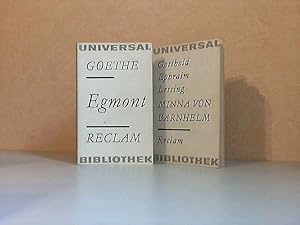 UNIVERSAL
GOETHE
Egmont
RECLAM
BIBLIOTHEK
UNIVERSAL
Gotthold
Ephraim
Lessing
MINNA VON
BARNHELM
Reclam
BIBLIOTHEK